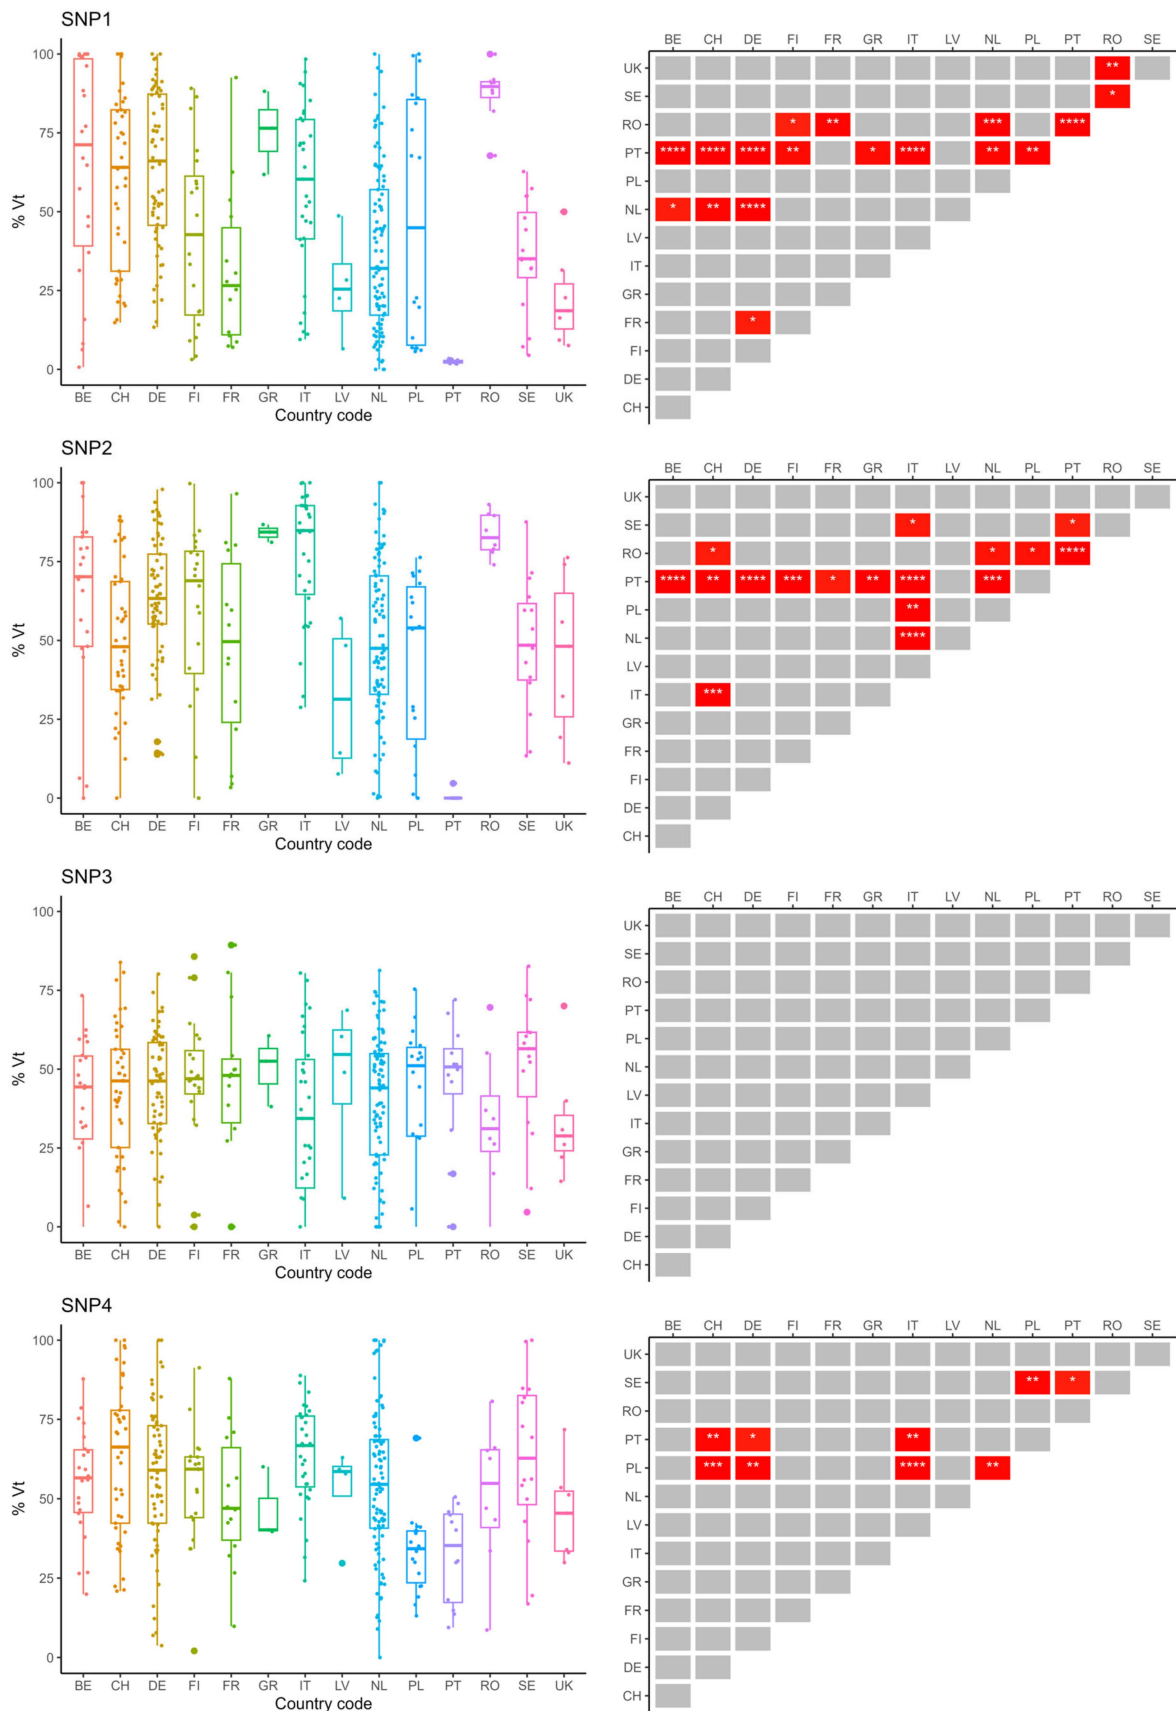 SNP1
100
75
50
25
0
% Vt
BE CH DE FI FR GR IT LV NL PL PT RO SE UK
Country code
BE CH DE FI FR GR IT LV NL PL PT RO SE
UK **
SE *
RO * ** *** ****
PT **** **** **** ** * **** ** **
PL
NL * ** ****
LV
IT
GR
FR *
FI
DE
CH
SNP2
100
75
50
25
0
% Vt
BE CH DE FI FR GR IT LV NL PL PT RO SE UK
Country code
BE CH DE FI FR GR IT LV NL PL PT RO SE
UK
SE * *
RO * * * ****
PT **** ** **** *** * ** **** ***
PL **
NL ****
LV
IT ***
GR
FR
FI
DE
CH
SNP3
100
75
50
25
0
% Vt
BE CH DE FI FR GR IT LV NL PL PT RO SE UK
Country code
BE CH DE FI FR GR IT LV NL PL PT RO SE
UK
SE
RO
PT
PL
NL
LV
IT
GR
FR
FI
DE
CH
SNP4
100
75
50
25
0
% Vt
BE CH DE FI FR GR IT LV NL PL PT RO SE UK
Country code
BE CH DE FI FR GR IT LV NL PL PT RO SE
UK
SE ** *
RO
PT ** * **
PL *** ** **** **
NL
LV
IT
GR
FR
FI
DE
CH